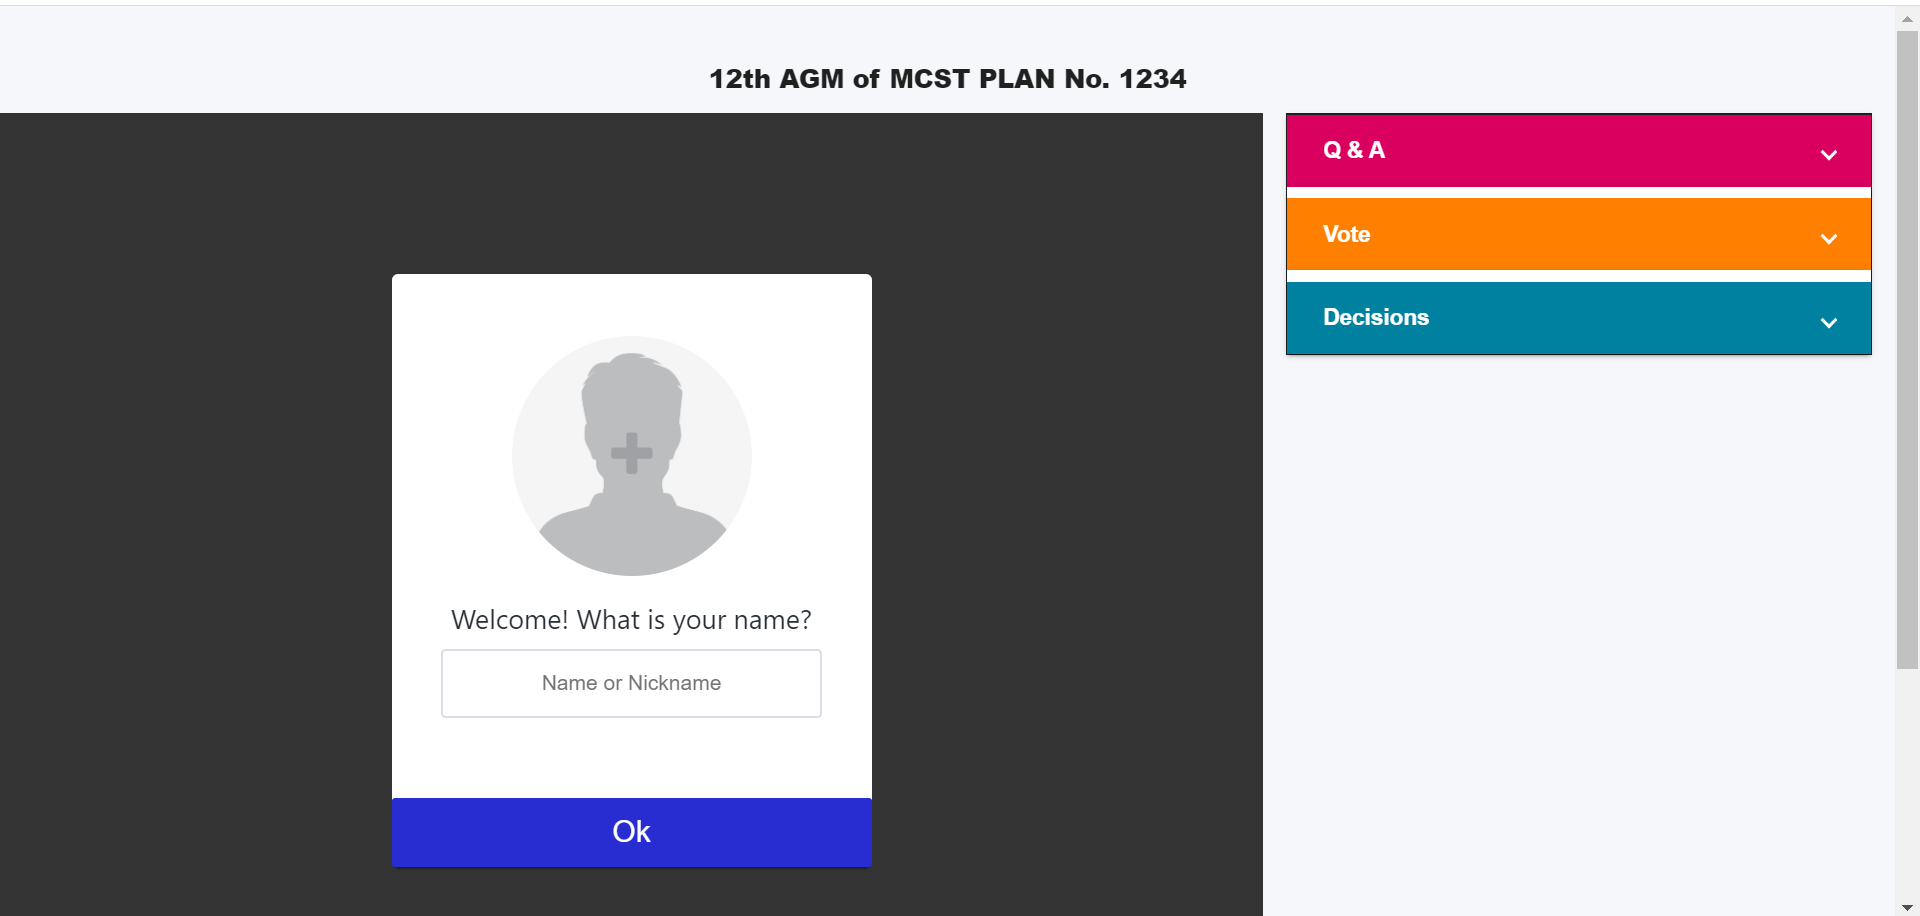 12th AGM of MCST PLAN No. 1234
Q & A
Vote
Decisions
Welcome! What is your name?
Name or Nickname
Ok